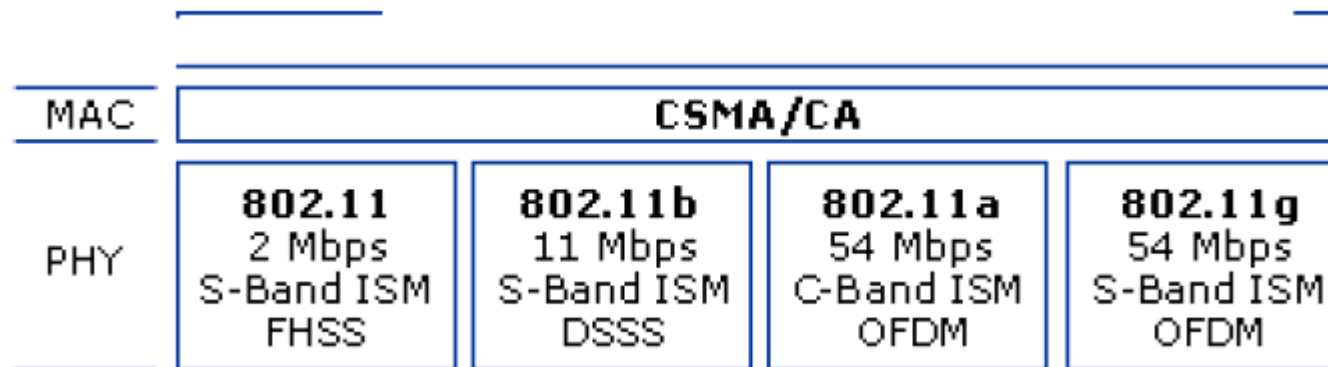 MAC
CSMA/CA
PHY
802.11
2 Mbps
S-Band ISM
FHSS
802.11b
11 Mbps
S-Band ISM
DSSS
802.11a
54 Mbps
C-Band ISM
OFDM
802.11g
54 Mbps
S-Band ISM
OFDM